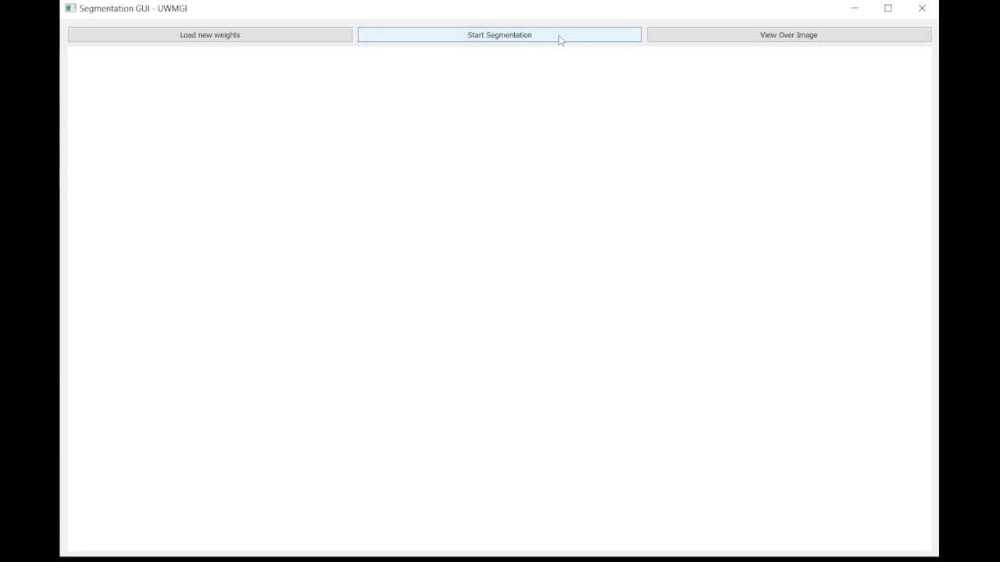 Segmentation GUI - UWMGI
Load new weights Start Segmentation View Over Image